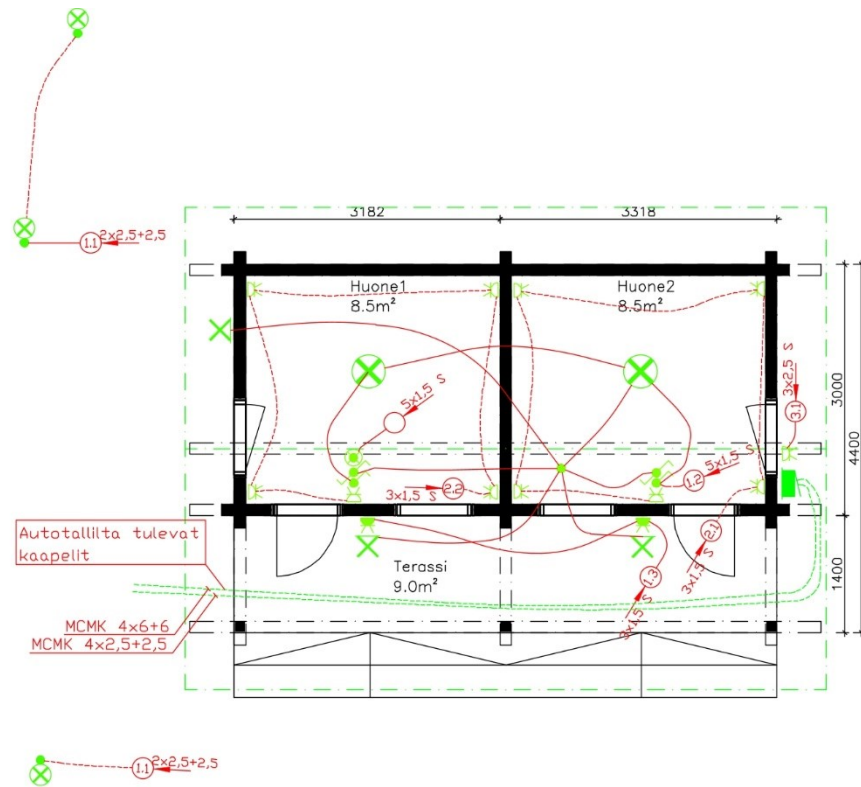 1.1 2x2,5+2,5
3182
3318
Huone1
8.5m²
Huone2
8.5m²
5x1,5 S
3x2,5 S
3.1
3000
4400
3x1,5 S 2.2
1.2 5x1,5 S
2.1
3x1,5 S
Autotallilta tulevat
kaapelit
Terassi
9.0m²
1.3
3x1,5 S
1400
MCMK 4x6+6
MCMK 4x2,5+2,5
1.1 2x2,5+2,5